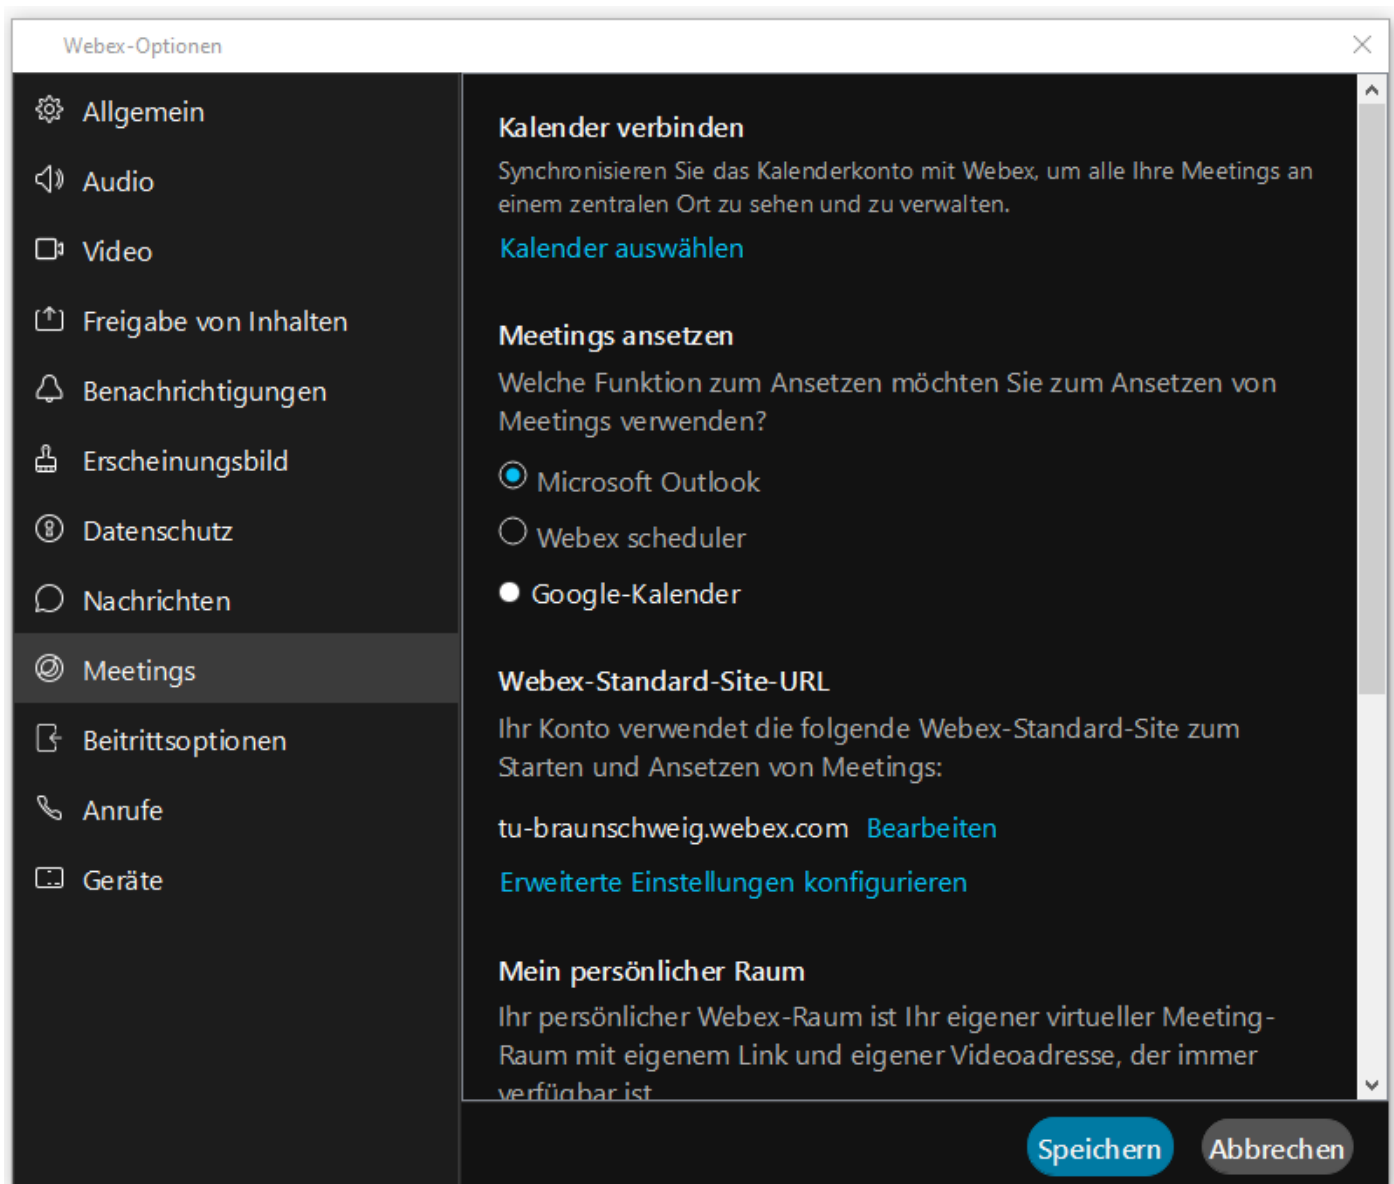 Webex-Optionen
Allgemein
Audio
Video
Freigabe von Inhalten
Benachrichtigungen
Erscheinungsbild
Datenschutz
Nachrichten
Meetings
Beitrittsoptionen
Anrufe
Geräte
Kalender verbinden
Synchronisieren Sie das Kalenderkonto mit Webex, um alle Ihre Meetings an
einem zentralen Ort zu sehen und zu verwalten.
Kalender auswählen
Meetings ansetzen
Welche Funktion zum Ansetzen möchten Sie zum Ansetzen von
Meetings verwenden?
Microsoft Outlook
Webex scheduler
Google-Kalender
Webex-Standard-Site-URL
Ihr Konto verwendet die folgende Webex-Standard-Site zum
Starten und Ansetzen von Meetings:
tu-braunschweig.webex.com Bearbeiten
Erweiterte Einstellungen konfigurieren
Mein persönlicher Raum
Ihr persönlicher Webex-Raum ist Ihr eigener virtueller Meeting-
Raum mit eigenem Link und eigener Videoadresse, der immer
verfügbar ist
Speichern Abbrechen